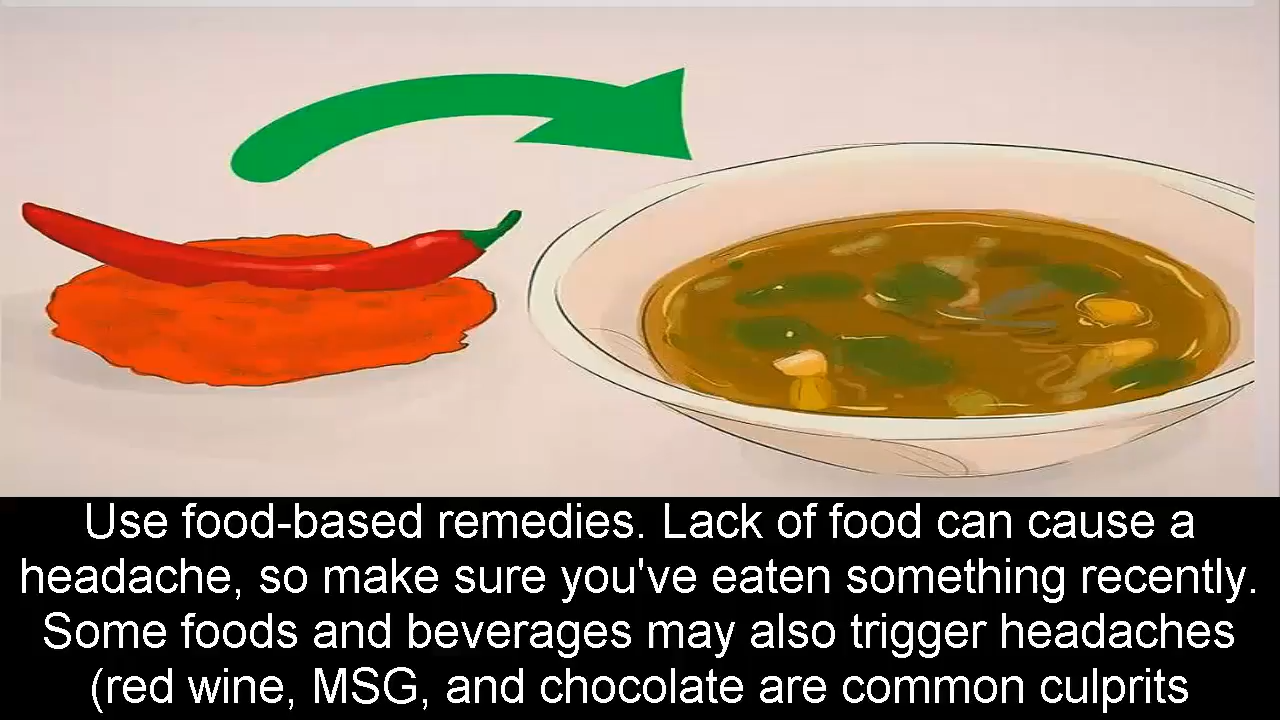 Use food-based remedies. Lack of food can cause a
headache, so make sure you've eaten something recently.
Some foods and beverages may also trigger headaches
(red wine, MSG, and chocolate are common culprits